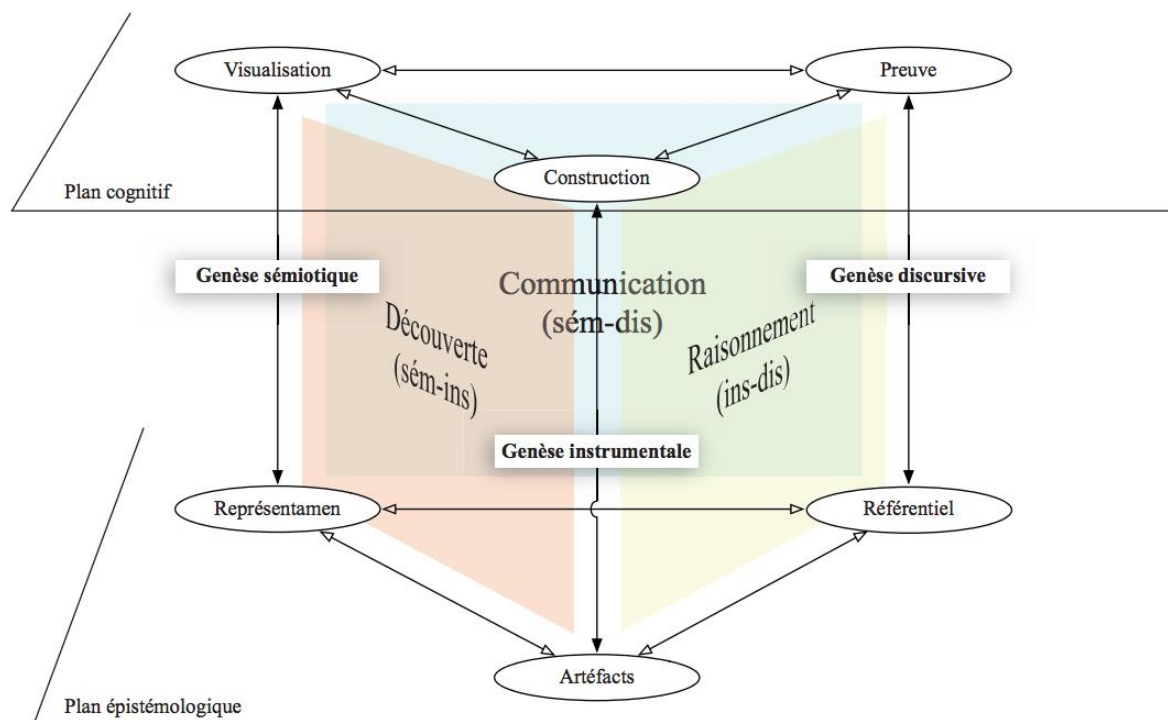 Visualisation
Preuve
Construction
Plan cognitif
Genèse sémiotique
Communication
(sém-dis)
Genèse discursive
Découverte
(sém-ins)
Raisonnement
(ins-dis)
Genèse instrumentale
Représentamen
Référentiel
Artéfacts
Plan épistémologique